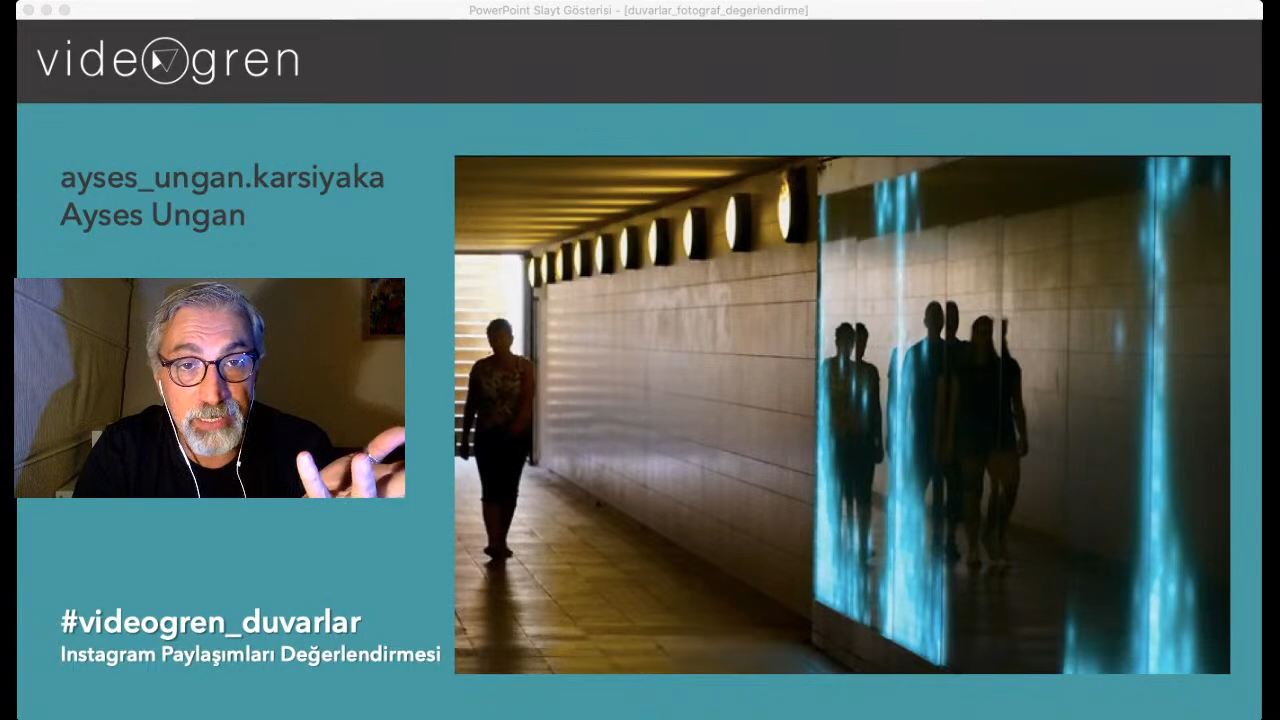 PowerPoint Slayt Gösterisi - [duvarlar_fotograf_degerlendirme]
videogren
ayses_ungan.karsiyaka
Ayses Ungan
#videogren_duvarlar
Instagram Paylaşımları Değerlendirmesi